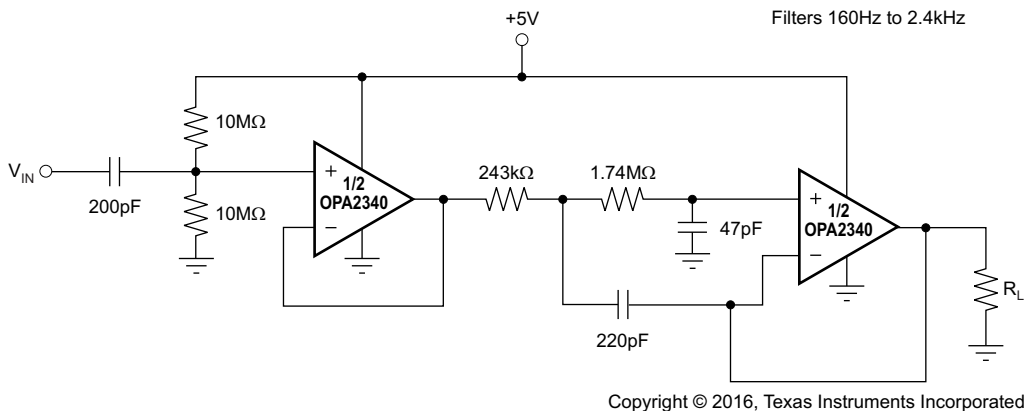 +5V
Filters 160Hz to 2.4kHz
10MΩ
V_IN
+
1/2
OPA2340
−
200pF
10MΩ
243kΩ
1.74MΩ
47pF
+
1/2
OPA2340
−
220pF
R_L
Copyright © 2016, Texas Instruments Incorporated